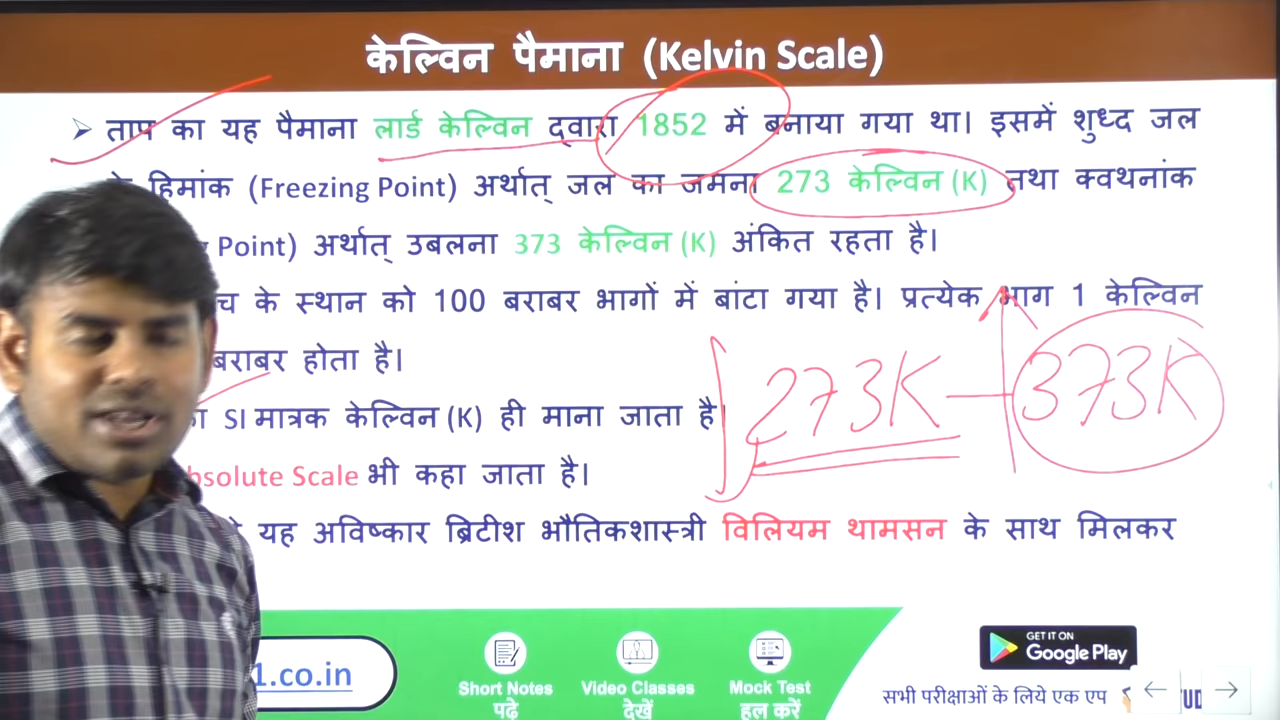 केल्विन पैमाना (Kelvin Scale)
➢ ताप का यह पैमाना लार्ड केल्विन द्वारा 1852 में बनाया गया था। इसमें शुध्द जल
हिमांक (Freezing Point) अर्थात् जल का जमना 273 केल्विन (K) तथा क्वथनांक
Point) अर्थात् उबलना 373 केल्विन (K) अंकित रहता है।
के स्थान को 100 बराबर भागों में बांटा गया है। प्रत्येक भाग 1 केल्विन
बराबर होता है।
273K — 373K
SI मात्रक केल्विन (K) ही माना जाता है
Scale भी कहा जाता है।
यह अविष्कार ब्रिटीश भौतिकशास्त्री विलियम थामसन के साथ मिलकर
1.co.in
Short Notes
पढ़े
Video Classes
देखें
Mock Test
हल करें
GET IT ON
Google Play
सभी परीक्षाओं के लिये एक एप